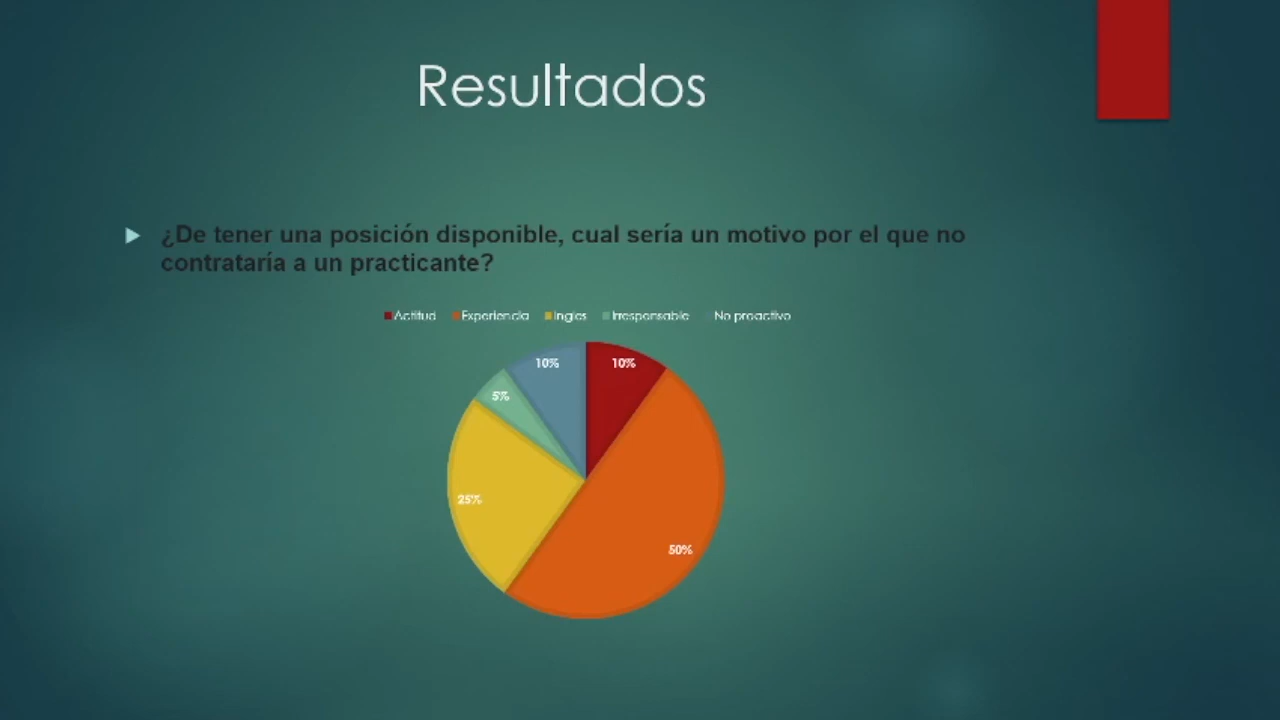 Resultados
¿De tener una posición disponible, cual sería un motivo por el que no
contrataría a un practicante?
Actitud Experiencia Ingles Irresponsable No proactivo
10% 10%
5%
25%
50%